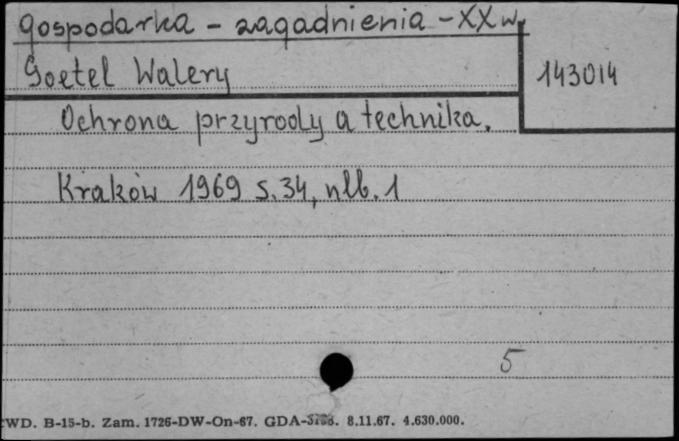 gospodarka - zagadnienia - XX w.
Goetel Walery
143014
Ochrona przyrody a technika.
Kraków 1969 s. 34, nlb. 1
5
WD. B-15-b. Zam. 1726-DW-On-67. 8.11.67. 4.630.000.